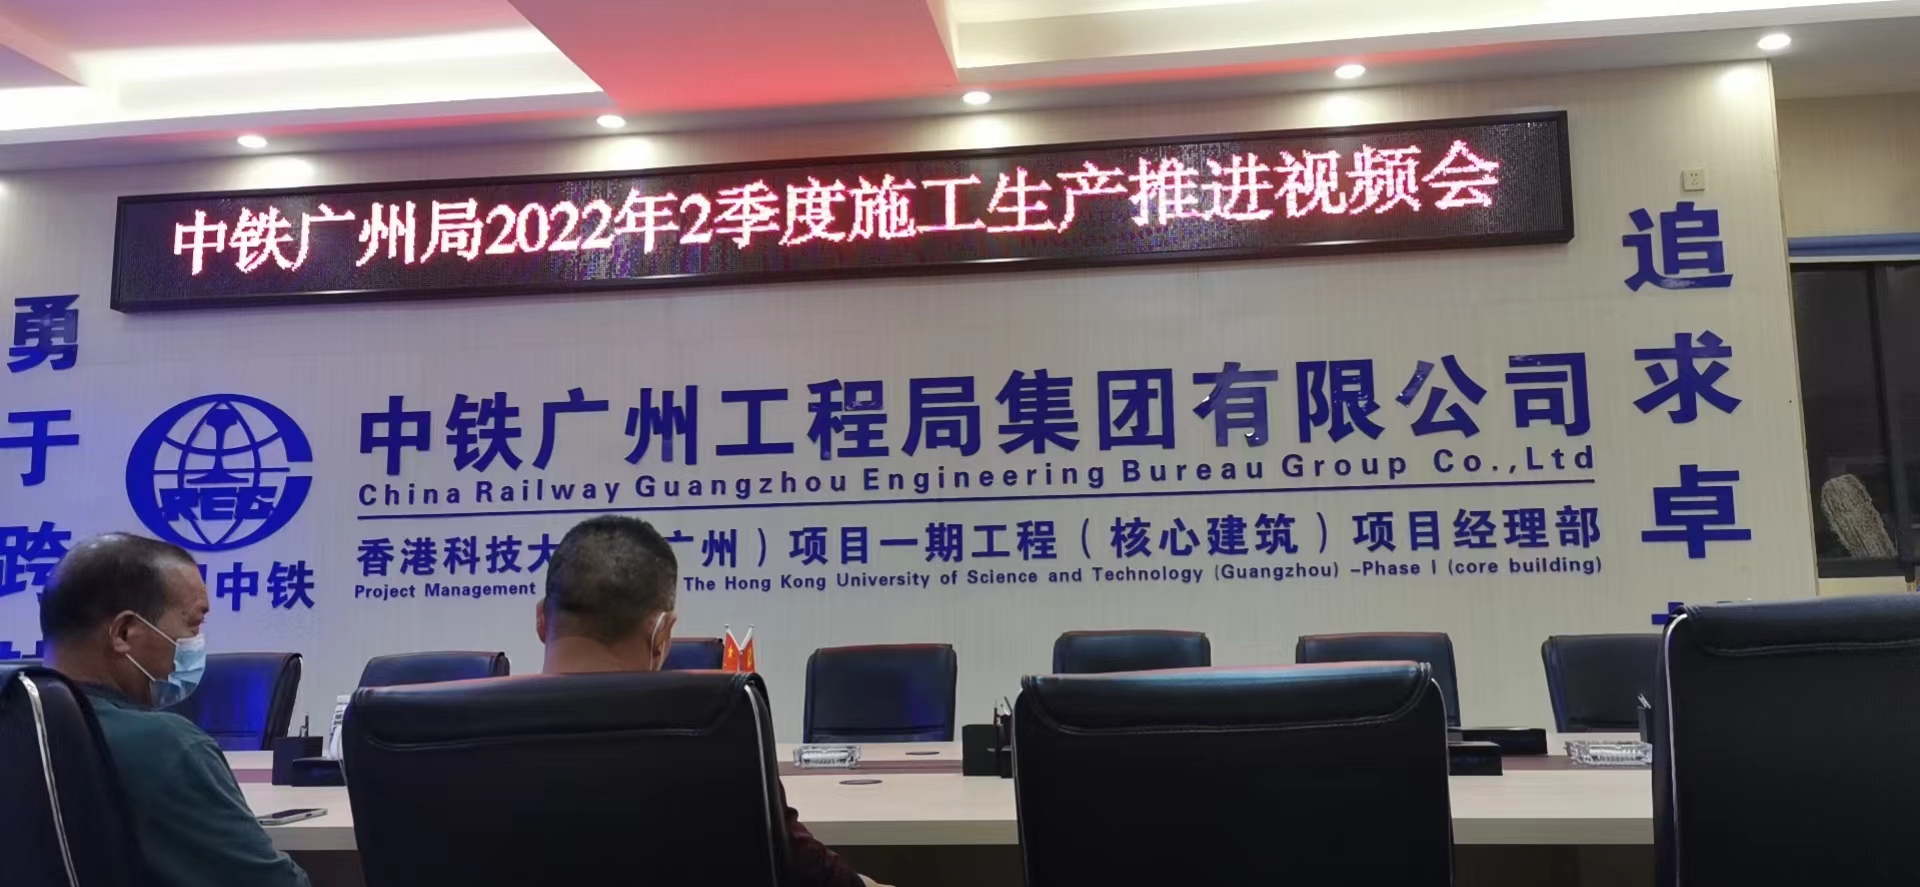 中铁广州局2022年2季度施工生产推进视频会
勇于跨
追求卓
CREC
中铁
中铁广州工程局集团有限公司
China Railway Guangzhou Engineering Bureau Group Co.,Ltd
香港科技大 广州）项目一期工程（核心建筑）项目经理部
Project Management The Hong Kong University of Science and Technology (Guangzhou) -Phase I (core building)